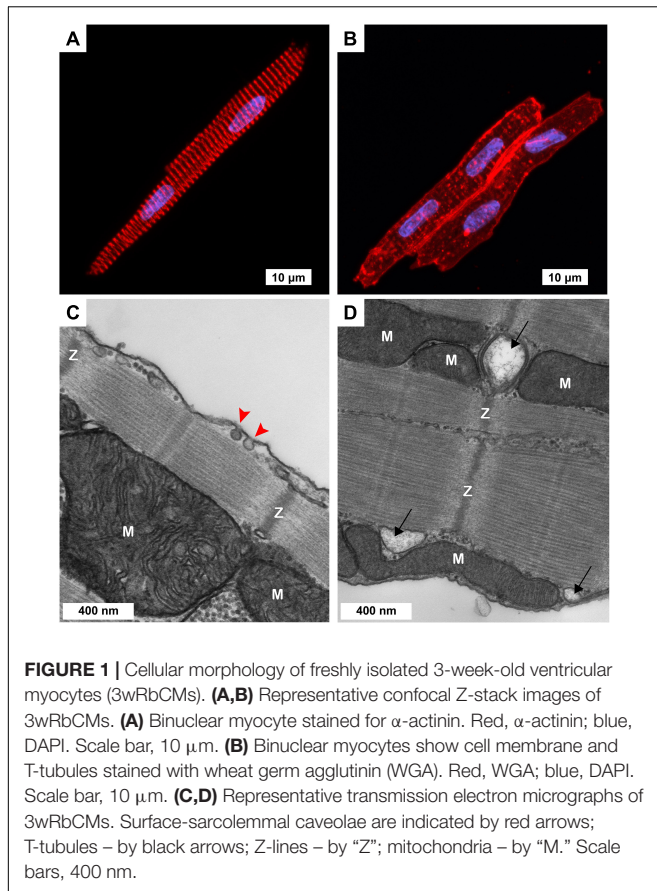 A
B
10 µm
10 µm
C
D
Z
M
M
M
Z
Z
Z
M
M
M
400 nm
400 nm
FIGURE 1 | Cellular morphology of freshly isolated 3-week-old ventricular
myocytes (3wRbCMs). (A,B) Representative confocal Z-stack images of
3wRbCMs. (A) Binuclear myocyte stained for α-actinin. Red, α-actinin; blue,
DAPI. Scale bar, 10 µm. (B) Binuclear myocytes show cell membrane and
T-tubules stained with wheat germ agglutinin (WGA). Red, WGA; blue, DAPI.
Scale bar, 10 µm. (C,D) Representative transmission electron micrographs of
3wRbCMs. Surface-sarcolemmal caveolae are indicated by red arrows;
T-tubules – by black arrows; Z-lines – by “Z”; mitochondria – by “M.” Scale
bars, 400 nm.